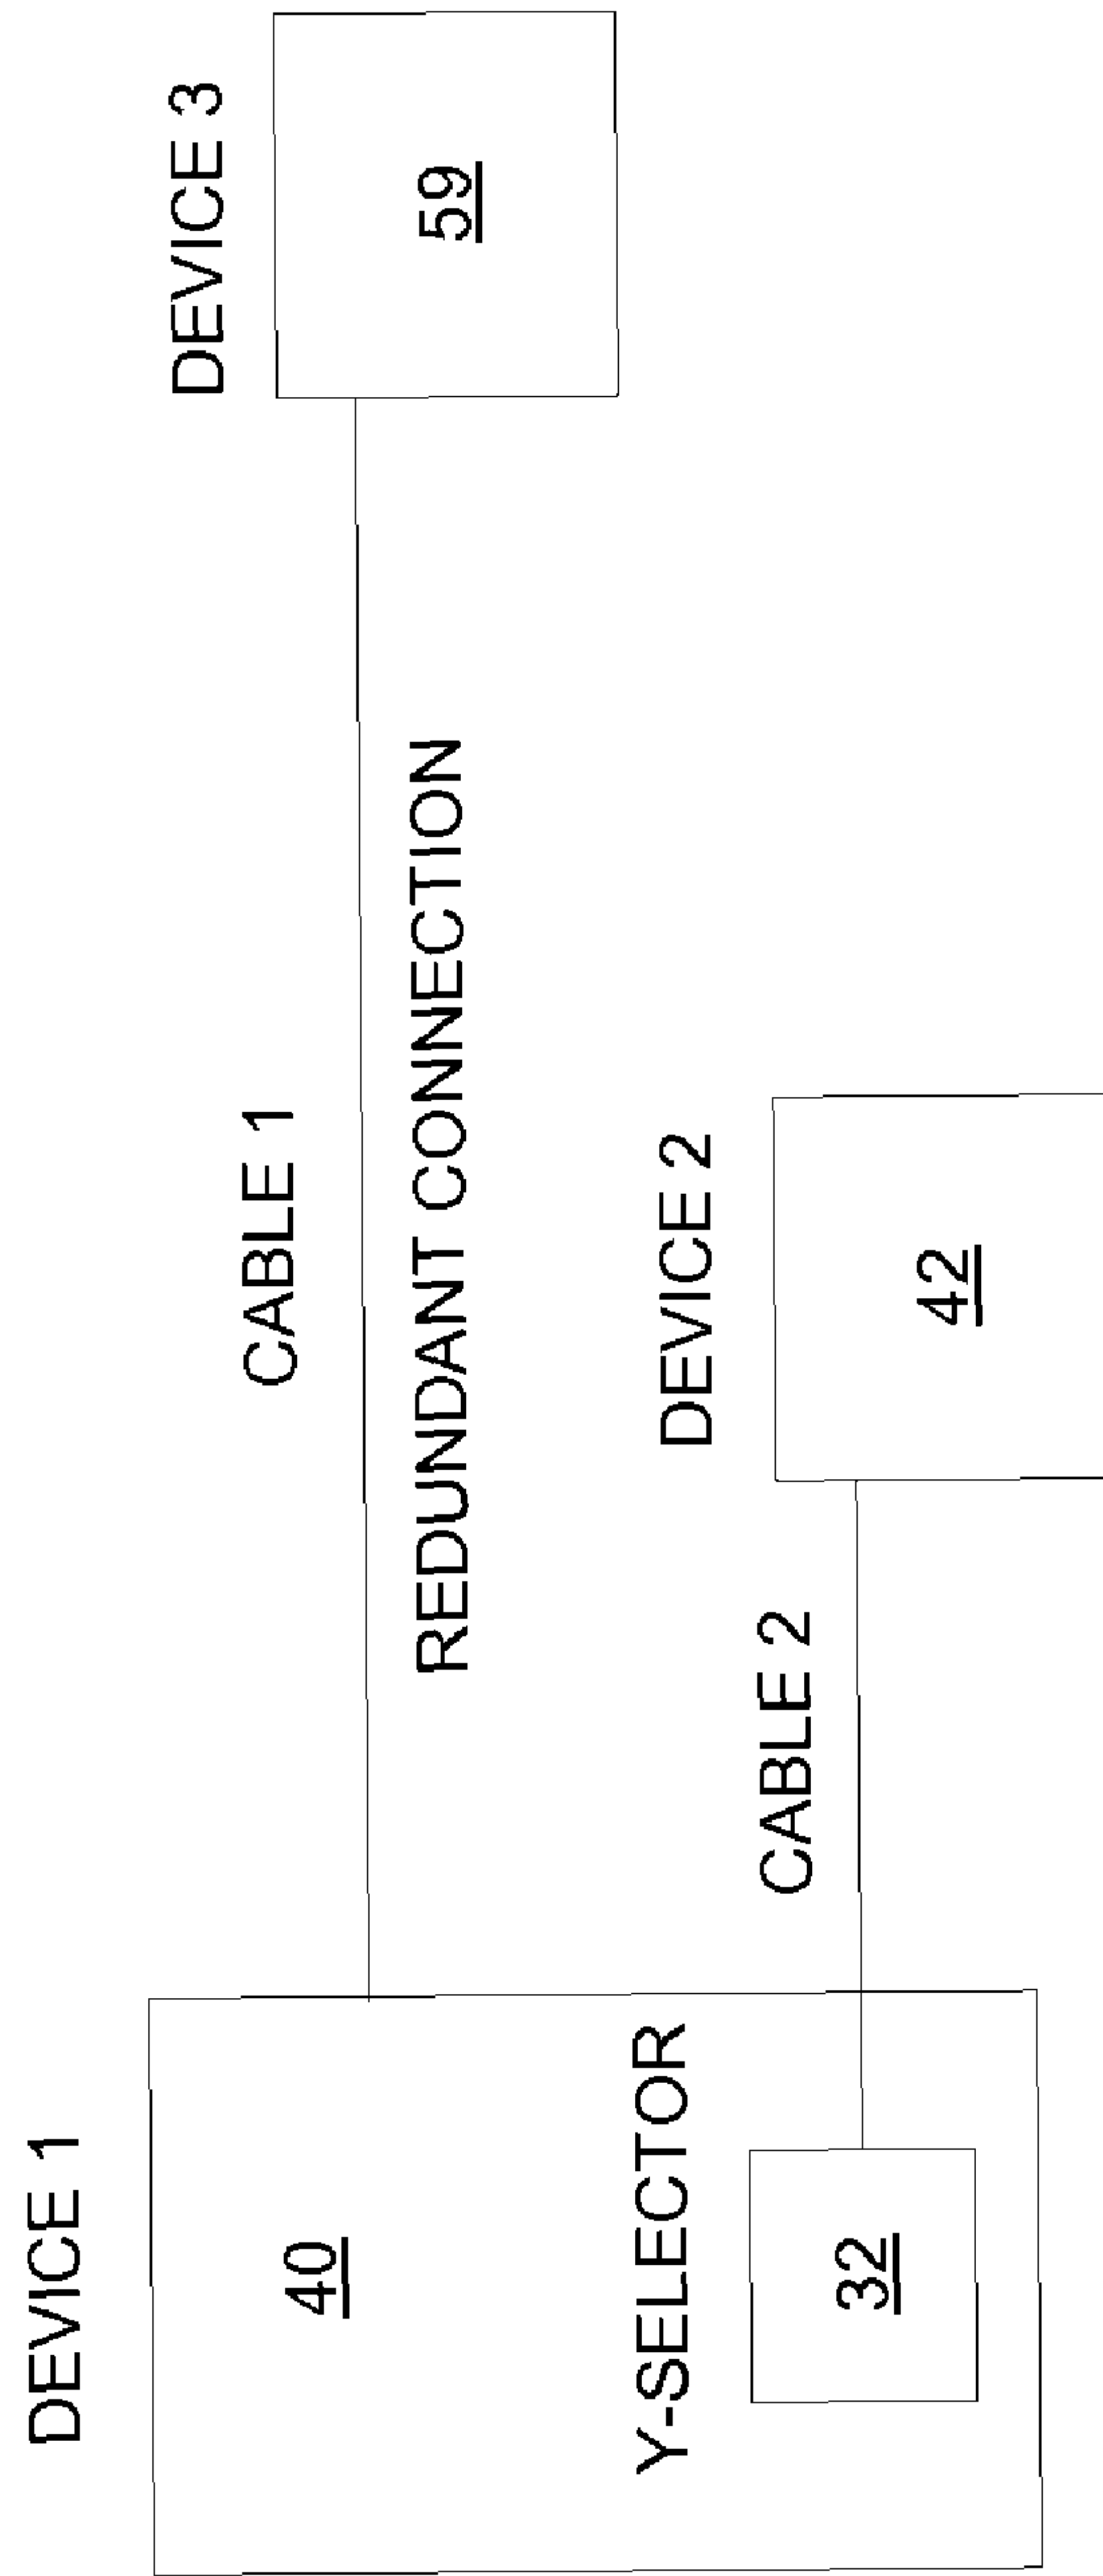 DEVICE 1
40
Y-SELECTOR
32
CABLE 1
REDUNDANT CONNECTION
CABLE 2
DEVICE 2
42
DEVICE 3
59